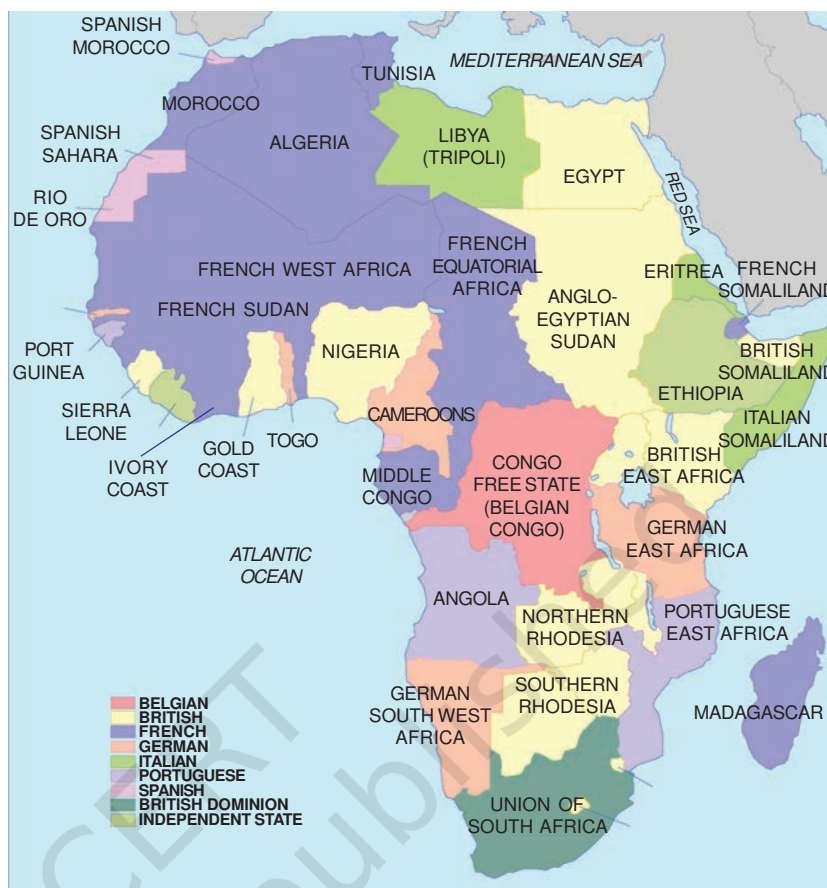 SPANISH
MOROCCO
MEDITERRANEAN SEA
TUNISIA
MOROCCO
SPANISH
SAHARA
ALGERIA
LIBYA
(TRIPOLI)
EGYPT
RED SEA
RIO
DE ORO
FRENCH WEST AFRICA
FRENCH
EQUATORIAL
AFRICA
ERITREA
FRENCH
SOMALILAND
FRENCH SUDAN
ANGLO-
EGYPTIAN
SUDAN
PORT
GUINEA
NIGERIA
BRITISH
SOMALILAND
ETHIOPIA
SIERRA
LEONE
CAMEROONS
ITALIAN
SOMALILAND
IVORY
COAST
GOLD
COAST
TOGO
MIDDLE
CONGO
CONGO
FREE STATE
(BELGIAN
CONGO)
BRITISH
EAST AFRICA
GERMAN
EAST AFRICA
ATLANTIC
OCEAN
ANGOLA
NORTHERN
RHODESIA
PORTUGUESE
EAST AFRICA
GERMAN
SOUTH WEST
AFRICA
SOUTHERN
RHODESIA
MADAGASCAR
UNION OF
SOUTH AFRICA
BELGIAN
BRITISH
FRENCH
GERMAN
ITALIAN
PORTUGUESE
SPANISH
BRITISH DOMINION
INDEPENDENT STATE
CERT
published